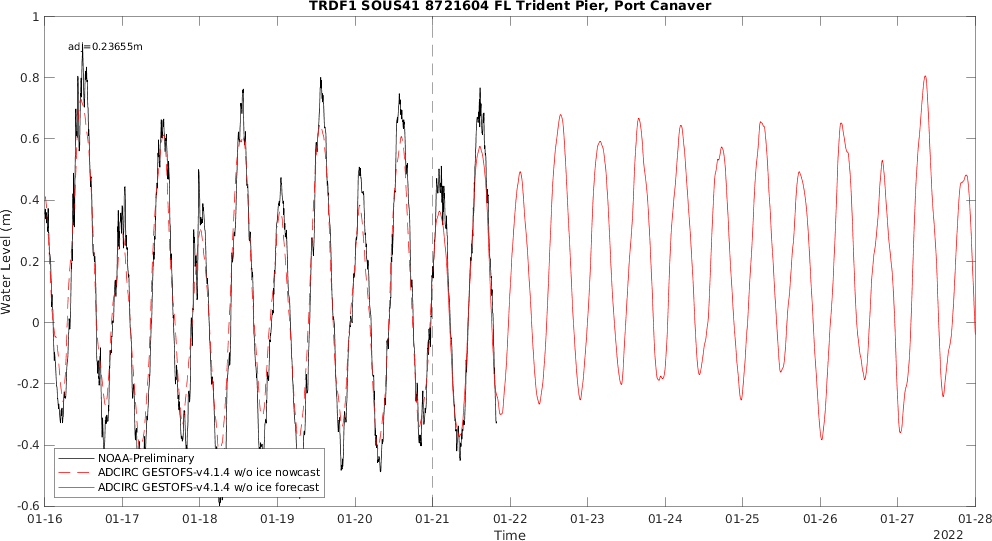 TRDF1 SOUS41 8721604 FL Trident Pier, Port Canaver
adj=0.23655m
1
0.8
0.6
0.4
0.2
0
-0.2
-0.4
-0.6
Water Level (m)
NOAA-Preliminary
ADCIRC GESTOFS-v4.1.4 w/o ice nowcast
ADCIRC GESTOFS-v4.1.4 w/o ice forecast
01-16 01-17 01-18 01-19 01-20 01-21 01-22 01-23 01-24 01-25 01-26 01-27 01-28
Time
2022